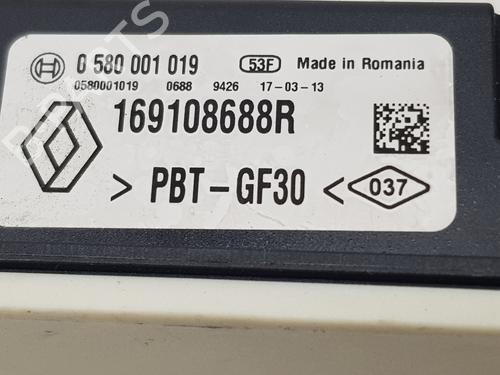 0 580 001 019 53F Made in Romania
0580001019 0688 9426 17-03-13
169108688R
> PBT-GF30 < 037